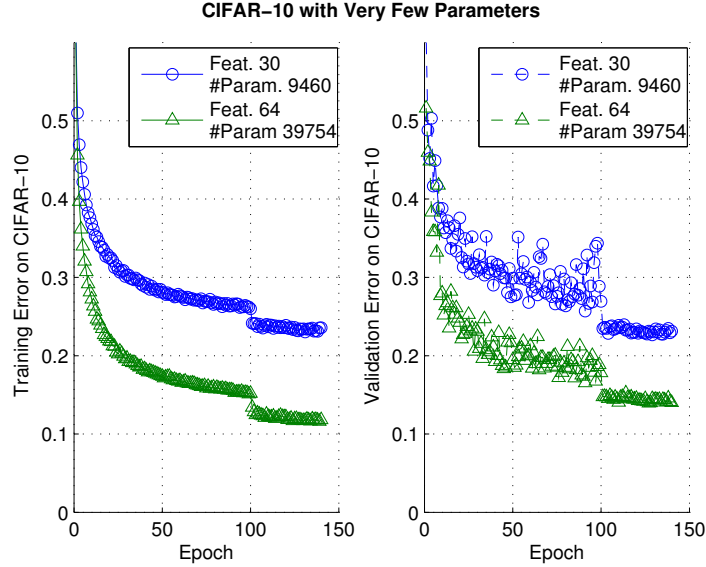 CIFAR−10 with Very Few Parameters
Training Error on CIFAR−10
0.5
0.4
0.3
0.2
0.1
0
0
50
100
150
Epoch
Feat. 30
#Param. 9460
Feat. 64
#Param 39754
Validation Error on CIFAR−10
0.5
0.4
0.3
0.2
0.1
0
0
50
100
150
Epoch
Feat. 30
#Param. 9460
Feat. 64
#Param 39754